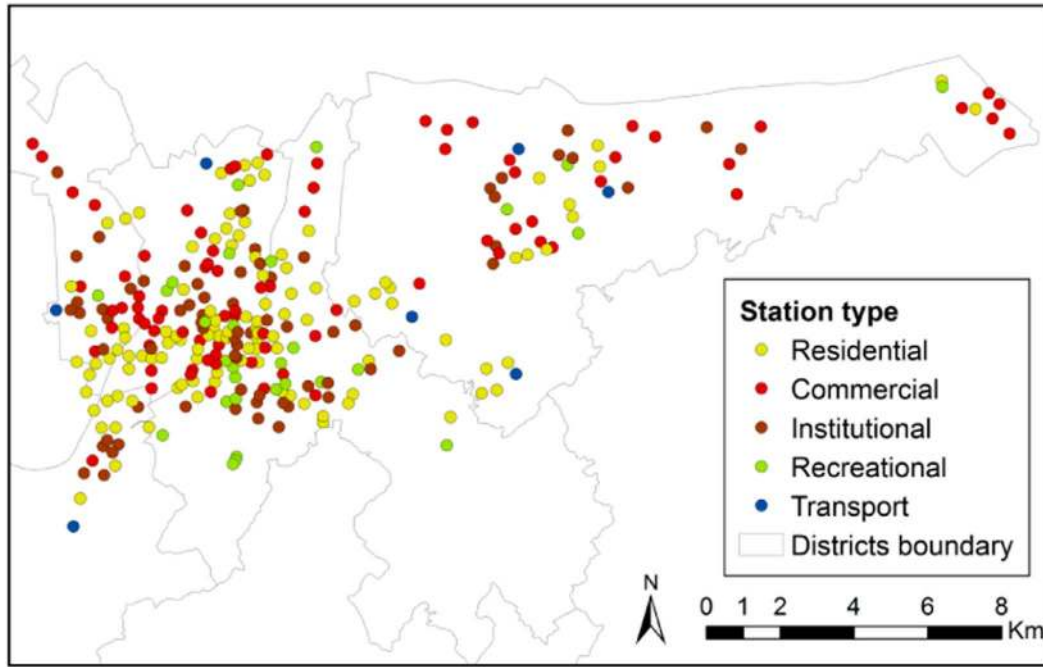 Station type
Residential
Commercial
Institutional
Recreational
Transport
Districts boundary
N
0 1 2 4 6 8
Km